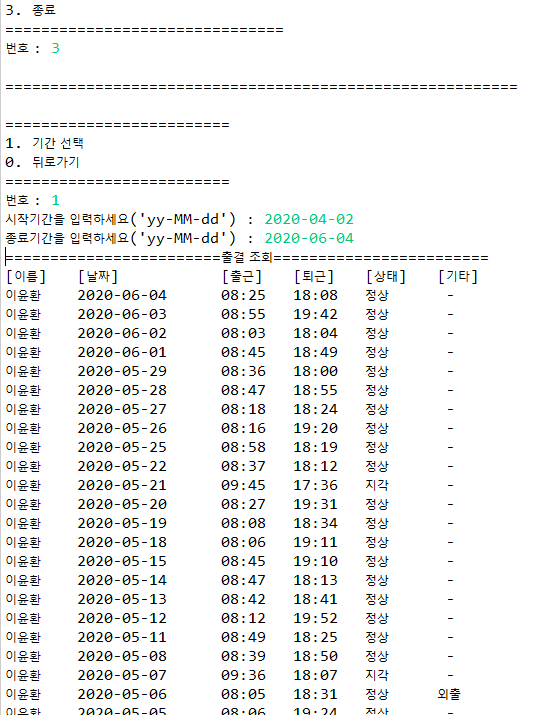 3. 종료
===============================
번호 : 3
=========================================================
=========================
1. 기간 선택
0. 뒤로가기
=========================
번호 : 1
시작기간을 입력하세요('yy-MM-dd') : 2020-04-02
종료기간을 입력하세요('yy-MM-dd') : 2020-06-04
========================출결 조회========================
[이름] [날짜] [출근] [퇴근] [상태] [기타]
이윤환 2020-06-04 08:25 18:08 정상 -
이윤환 2020-06-03 08:55 19:42 정상 -
이윤환 2020-06-02 08:03 18:04 정상 -
이윤환 2020-06-01 08:45 18:49 정상 -
이윤환 2020-05-29 08:36 18:00 정상 -
이윤환 2020-05-28 08:47 18:55 정상 -
이윤환 2020-05-27 08:18 18:24 정상 -
이윤환 2020-05-26 08:16 19:20 정상 -
이윤환 2020-05-25 08:58 18:19 정상 -
이윤환 2020-05-22 08:37 18:12 정상 -
이윤환 2020-05-21 09:45 17:36 지각 -
이윤환 2020-05-20 08:27 19:31 정상 -
이윤환 2020-05-19 08:08 18:34 정상 -
이윤환 2020-05-18 08:06 19:11 정상 -
이윤환 2020-05-15 08:45 19:10 정상 -
이윤환 2020-05-14 08:47 18:13 정상 -
이윤환 2020-05-13 08:42 18:41 정상 -
이윤환 2020-05-12 08:12 19:52 정상 -
이윤환 2020-05-11 08:49 18:25 정상 -
이윤환 2020-05-08 08:39 18:50 정상 -
이윤환 2020-05-07 09:36 18:07 지각 -
이윤환 2020-05-06 08:05 18:31 정상 외출
이윤환 2020-05-05 08:06 19:24 정상 -